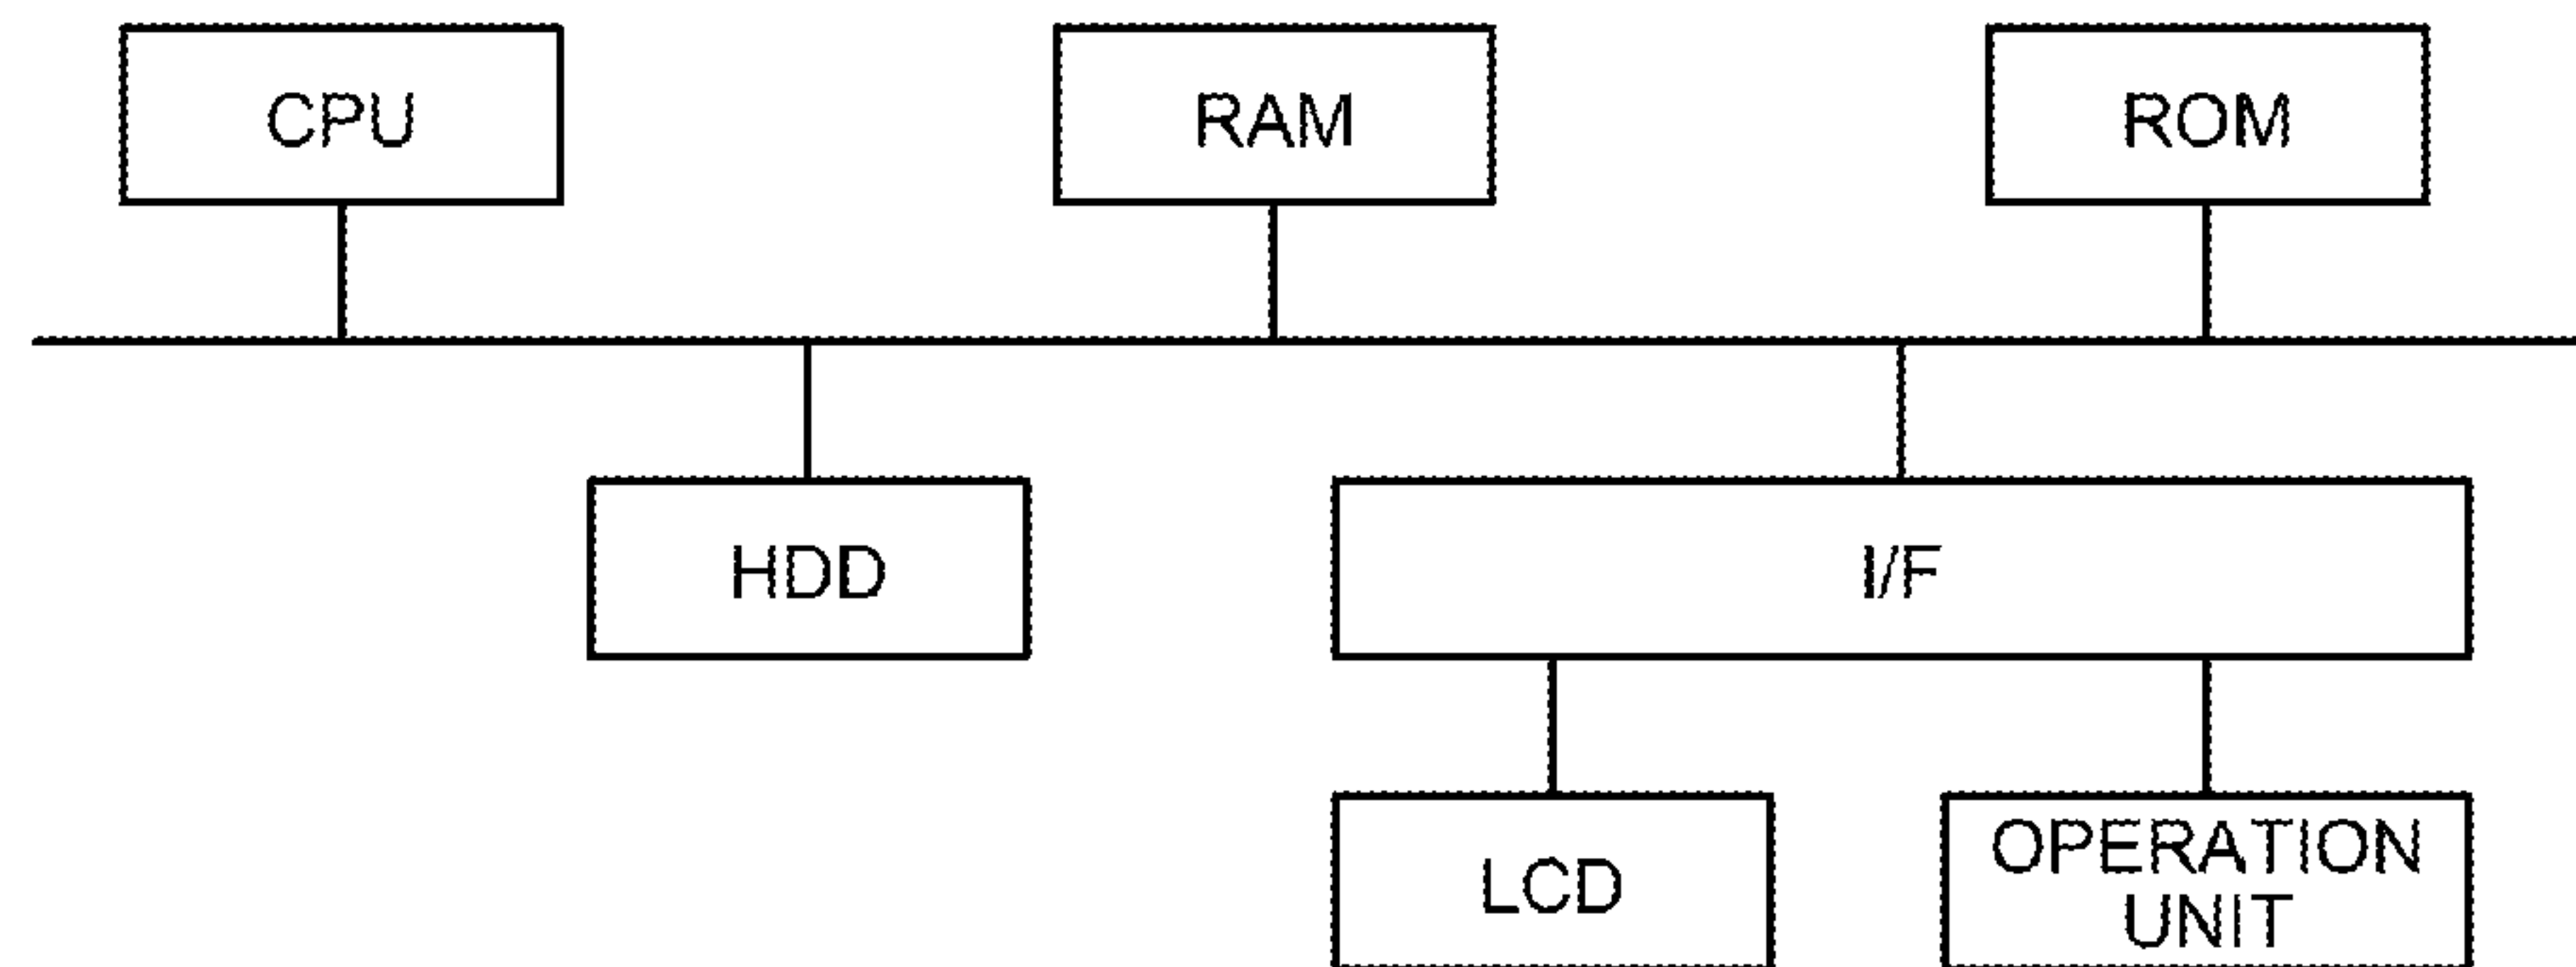 CPU
RAM
ROM
HDD
I/F
LCD
OPERATION
UNIT